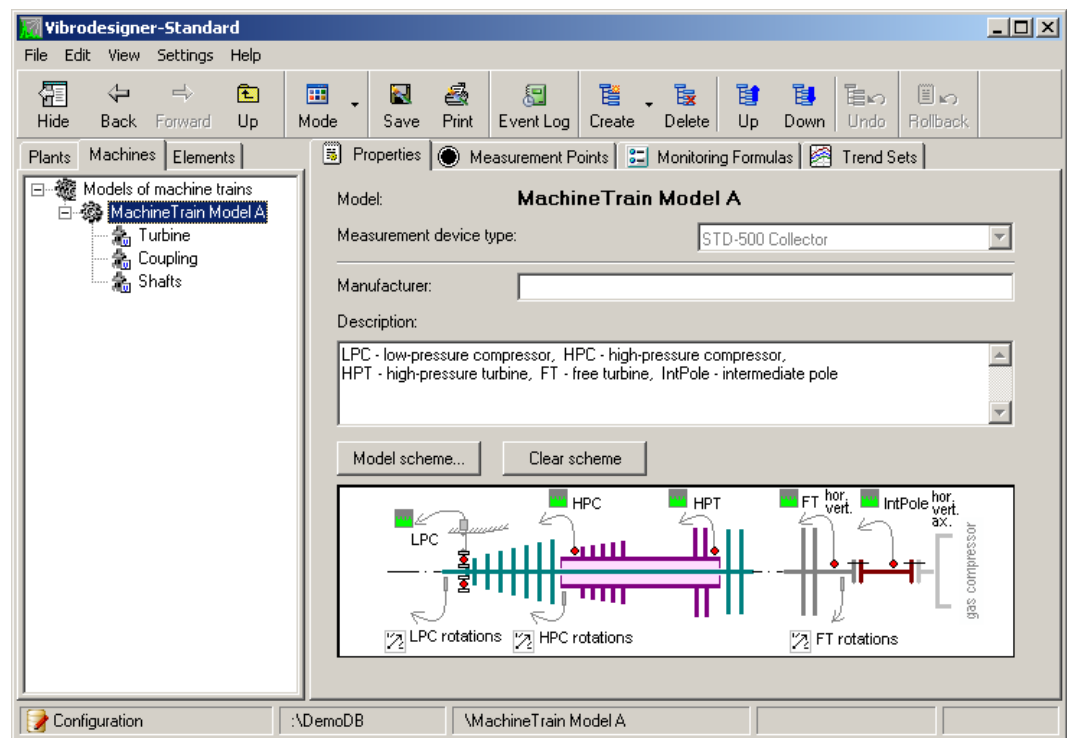 Vibrodesigner-Standard
File Edit View Settings Help
Hide Back Forward Up Mode Save Print Event Log Create Delete Up Down Undo Rollback
Plants Machines Elements
Properties Measurement Points Monitoring Formulas Trend Sets
Models of machine trains
MachineTrain Model A
Turbine
Coupling
Shafts
Model: MachineTrain Model A
Measurement device type: STD-500 Collector
Manufacturer:
Description:
LPC - low-pressure compressor, HPC - high-pressure compressor,
HPT - high-pressure turbine, FT - free turbine, IntPole - intermediate pole
Model scheme... Clear scheme
LPC
HPC
HPT
FT hor. vert.
IntPole hor. vert. ax.
gas compressor
LPC rotations
HPC rotations
FT rotations
Configuration :\DemoDB \MachineTrain Model A